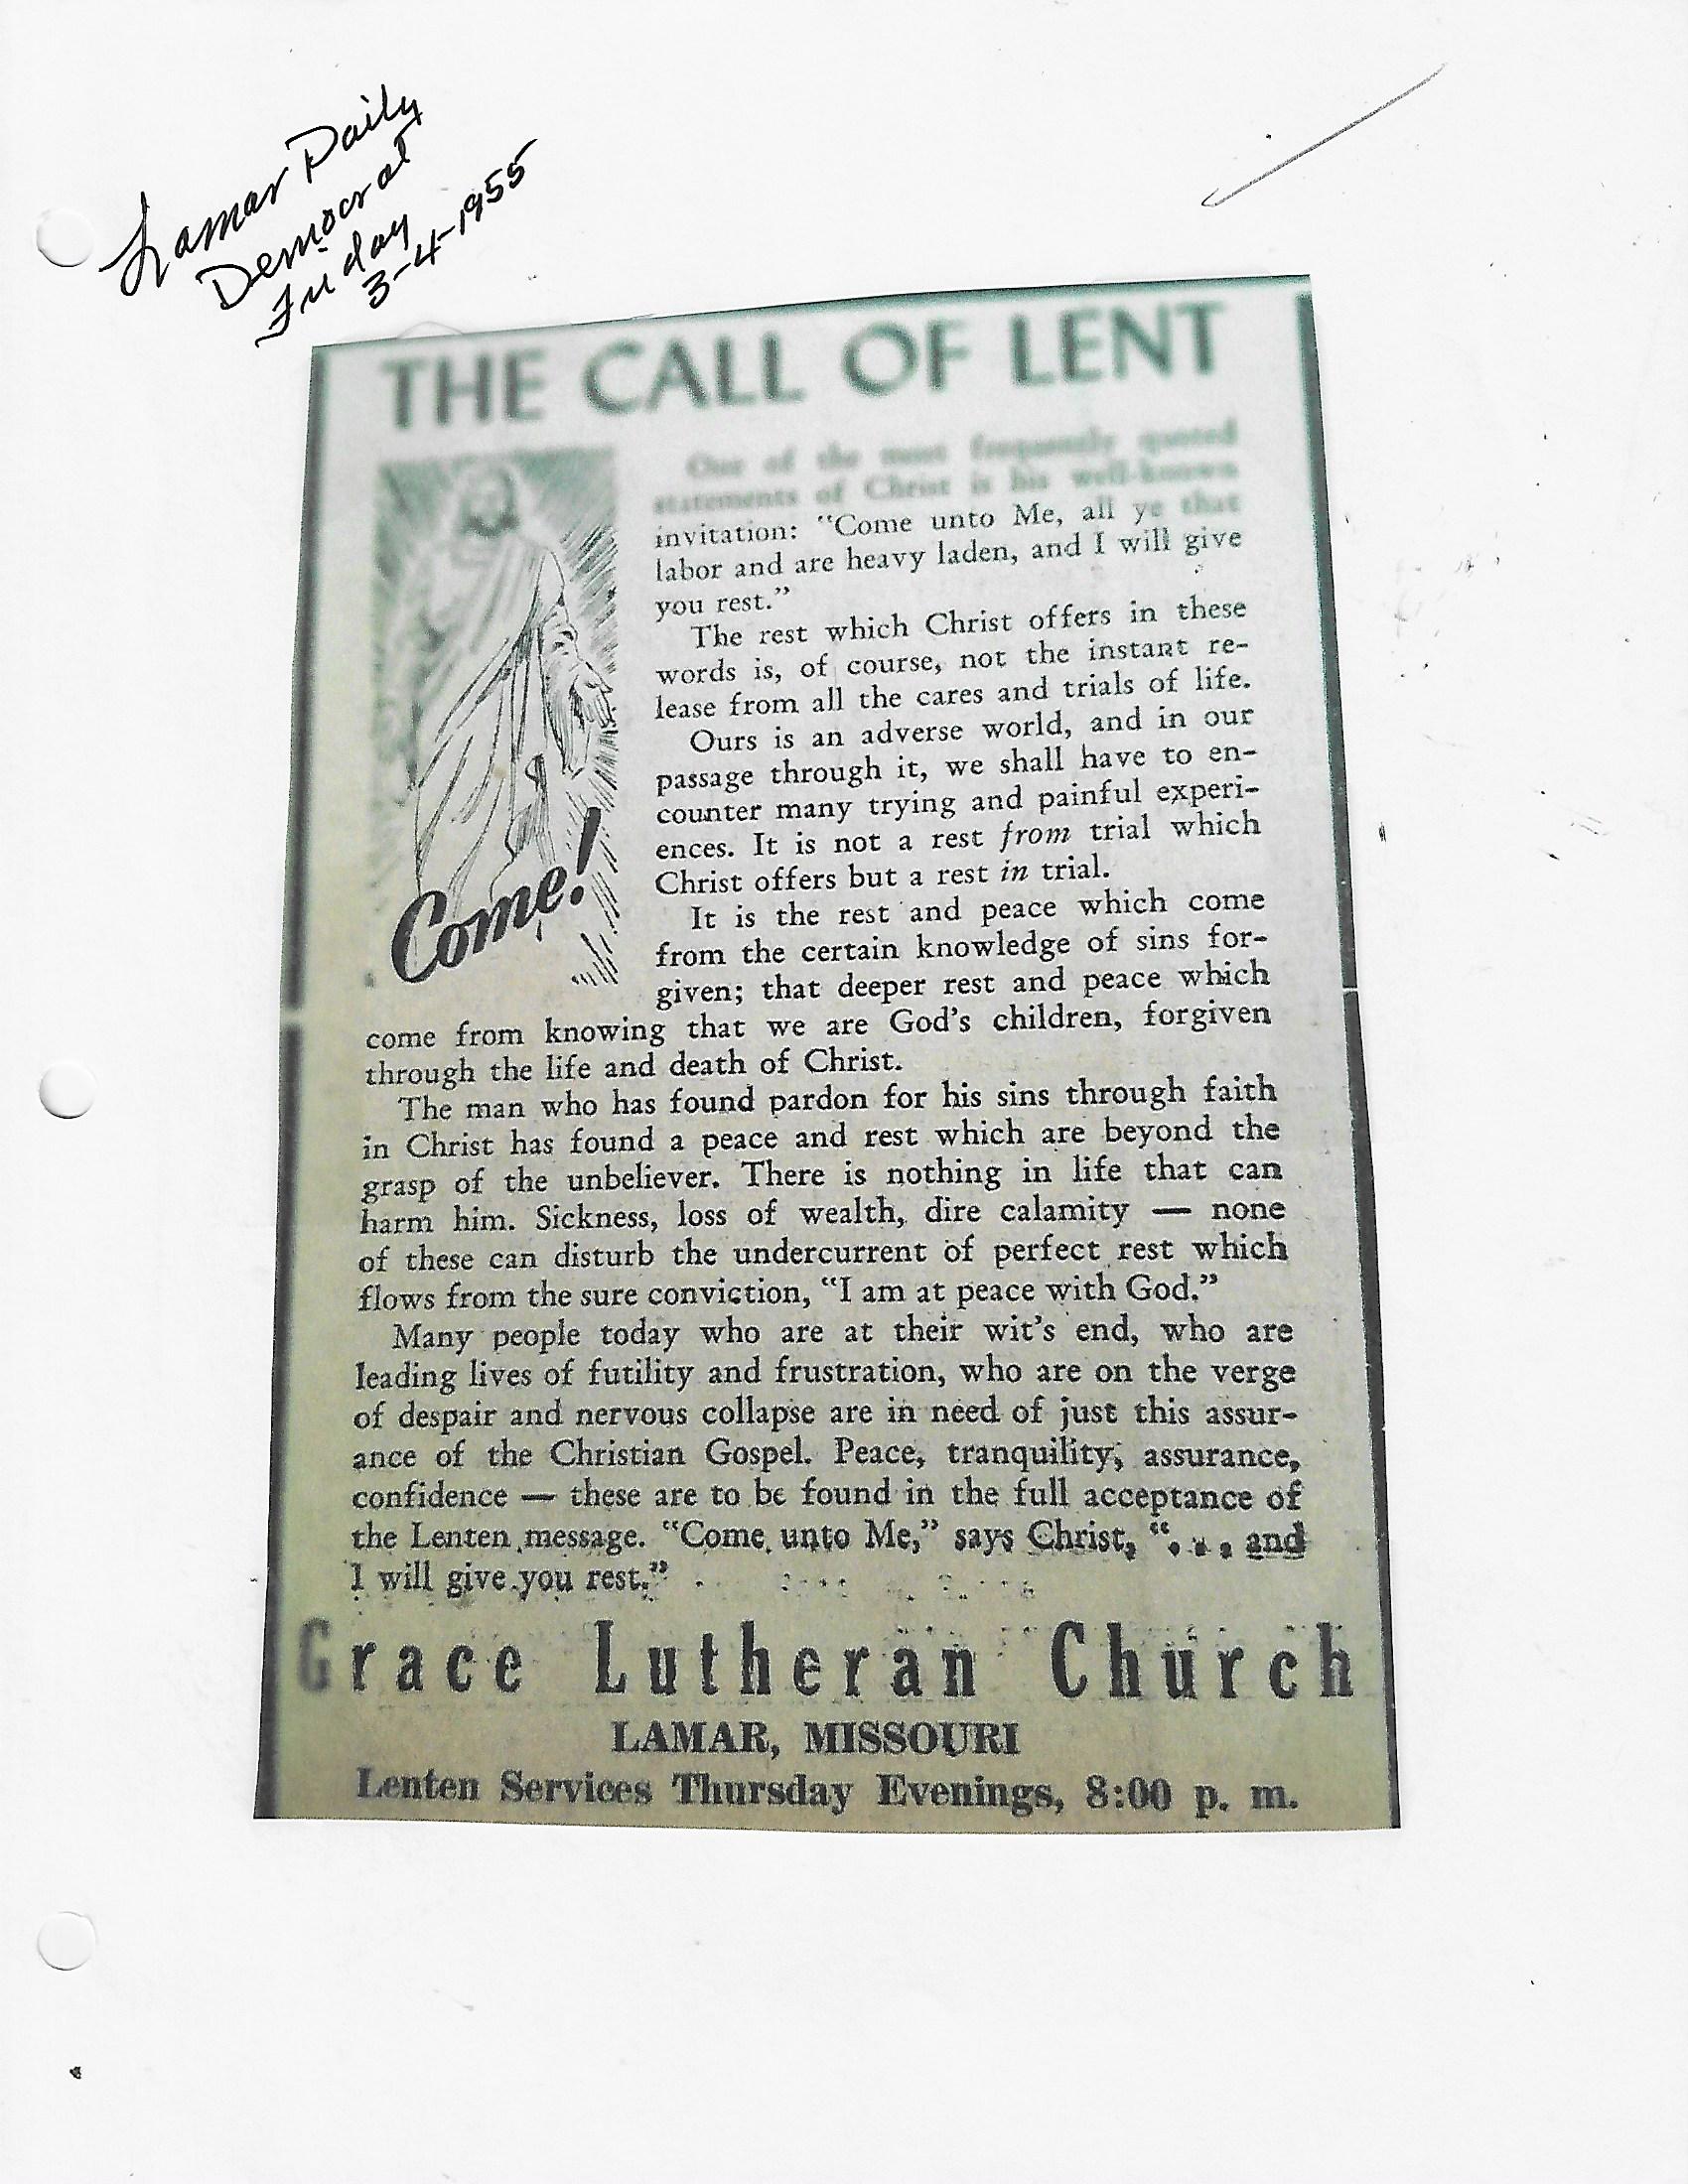 Lamar Daily
Democrat
Friday
3-4-1955
THE CALL OF LENT
One of the most frequently quoted
statements of Christ is his well-known
invitation: "Come unto Me, all ye that
labor and are heavy laden, and I will give
you rest."
The rest which Christ offers in these
words is, of course, not the instant re-
lease from all the cares and trials of life.
Ours is an adverse world, and in our
passage through it, we shall have to en-
counter many trying and painful experi-
ences. It is not a rest from trial which
Christ offers but a rest in trial.
Come!
It is the rest and peace which come
from the certain knowledge of sins for-
given; that deeper rest and peace which
come from knowing that we are God's children, forgiven
through the life and death of Christ.
The man who has found pardon for his sins through faith
in Christ has found a peace and rest which are beyond the
grasp of the unbeliever. There is nothing in life that can
harm him. Sickness, loss of wealth, dire calamity — none
of these can disturb the undercurrent of perfect rest which
flows from the sure conviction, "I am at peace with God."
Many people today who are at their wit's end, who are
leading lives of futility and frustration, who are on the verge
of despair and nervous collapse are in need of just this assur-
ance of the Christian Gospel. Peace, tranquility, assurance,
confidence — these are to be found in the full acceptance of
the Lenten message. "Come unto Me," says Christ, ". . . and
I will give you rest."
Grace Lutheran Church
LAMAR, MISSOURI
Lenten Services Thursday Evenings, 8:00 p. m.